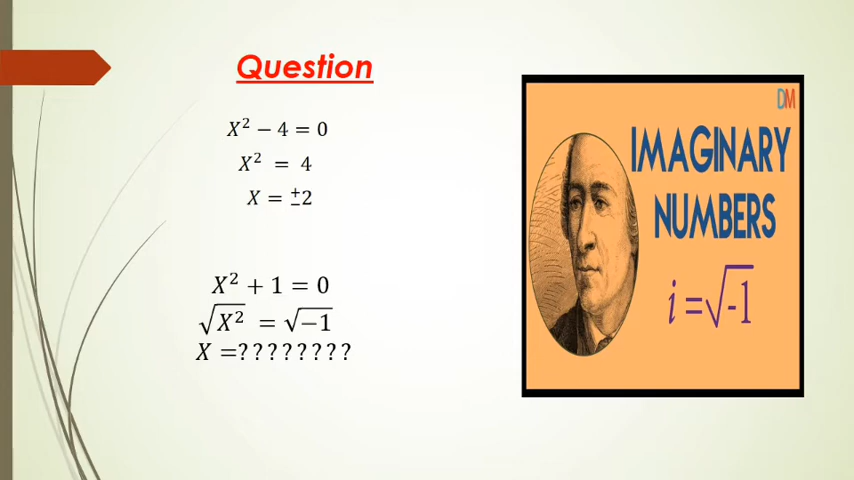 Question
X² − 4 = 0
X² = 4
X = ±2
X² + 1 = 0
√X² = √−1
X =????????
DM
IMAGINARY
NUMBERS
i = √-1